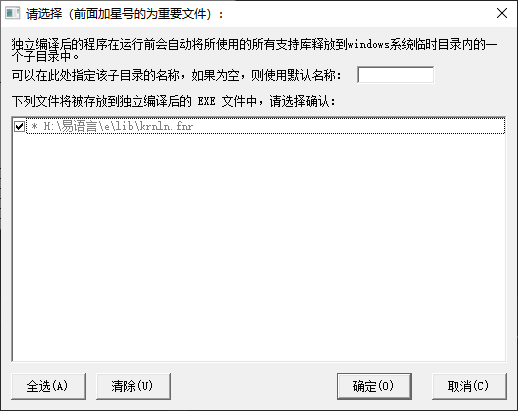 请选择（前面加星号的为重要文件）:
独立编译后的程序在运行前会自动将所使用的所有支持库释放到windows系统临时目录内的一
个子目录中。
可以在此处指定该子目录的名称，如果为空，则使用默认名称：
下列文件将被存放到独立编译后的 EXE 文件中，请选择确认：
* H:\易语言\e\lib\krnln.fnr
全选(A) 清除(U) 确定(O) 取消(C)